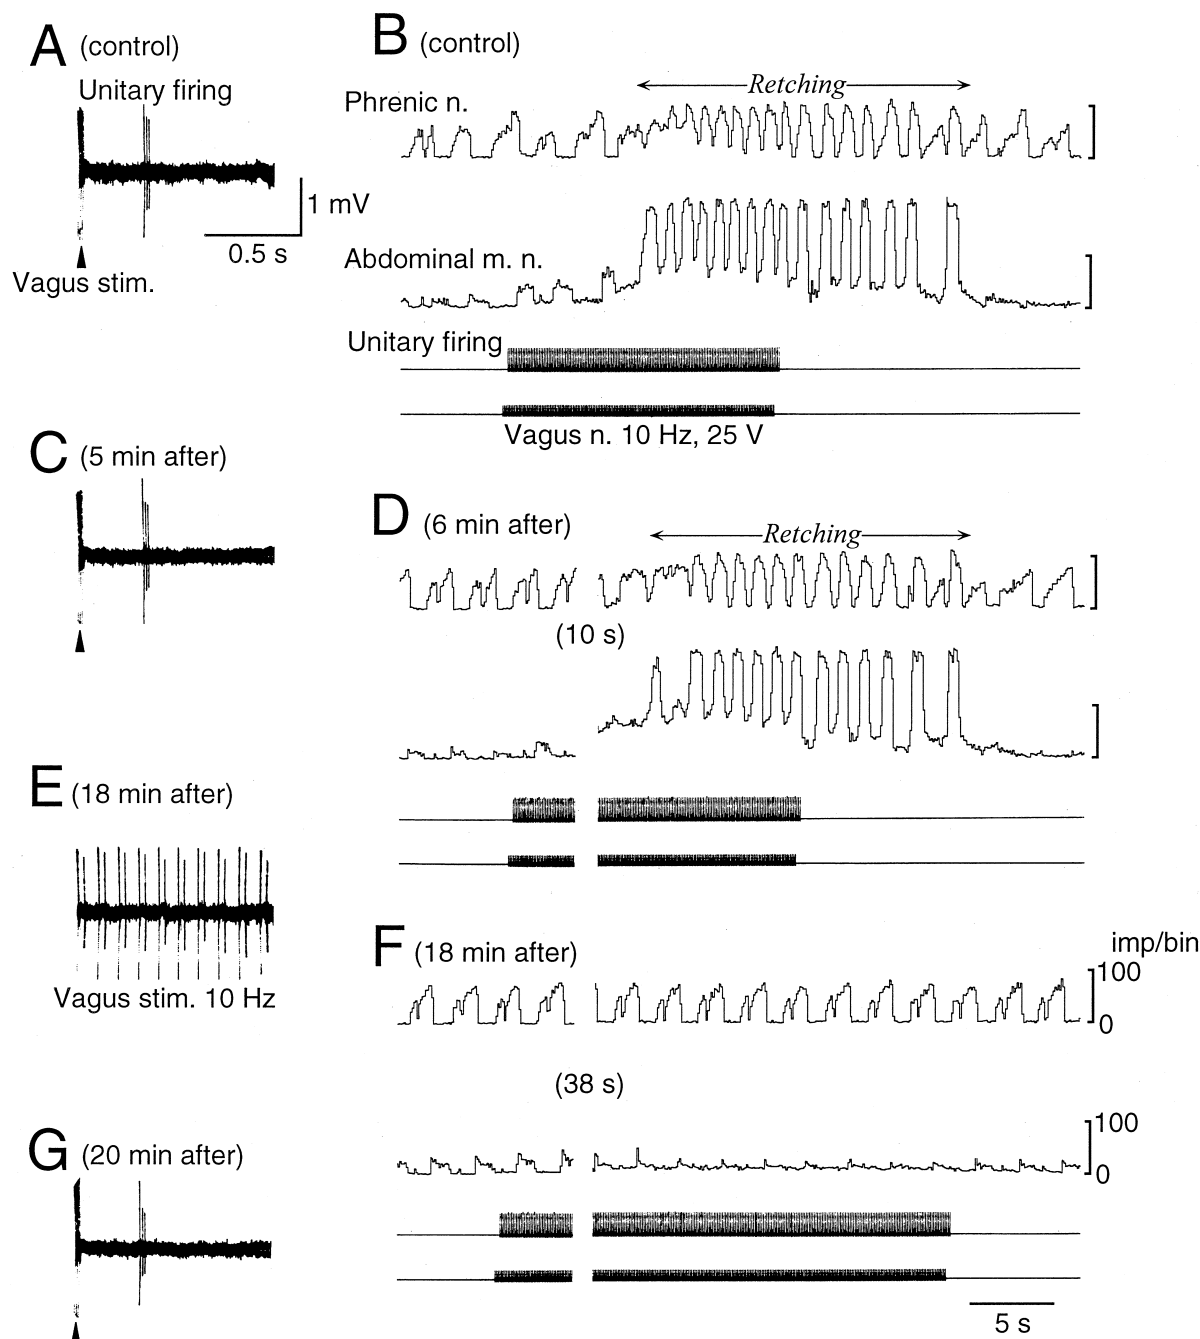 A (control)
Unitary firing
1 mV
0.5 s
Vagus stim.
B (control)
Retching
Phrenic n.
Abdominal m. n.
Unitary firing
Vagus n. 10 Hz, 25 V
C (5 min after)
D (6 min after)
Retching
(10 s)
E (18 min after)
Vagus stim. 10 Hz
F (18 min after)
imp/bin
100
0
(38 s)
100
0
G (20 min after)
5 s